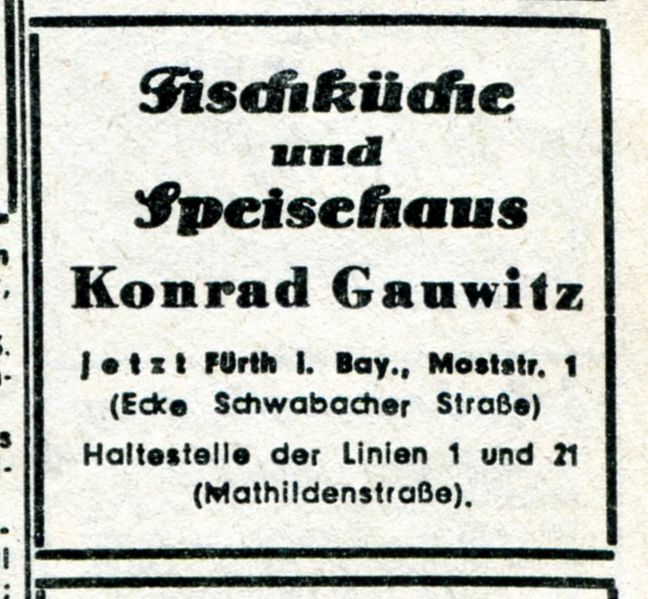 Fischküche
und
Speisehaus
Konrad Gauwitz
jetzt Fürth i. Bay., Moststr. 1
(Ecke Schwabacher Straße)
Haltestelle der Linien 1 und 21
(Mathildenstraße).